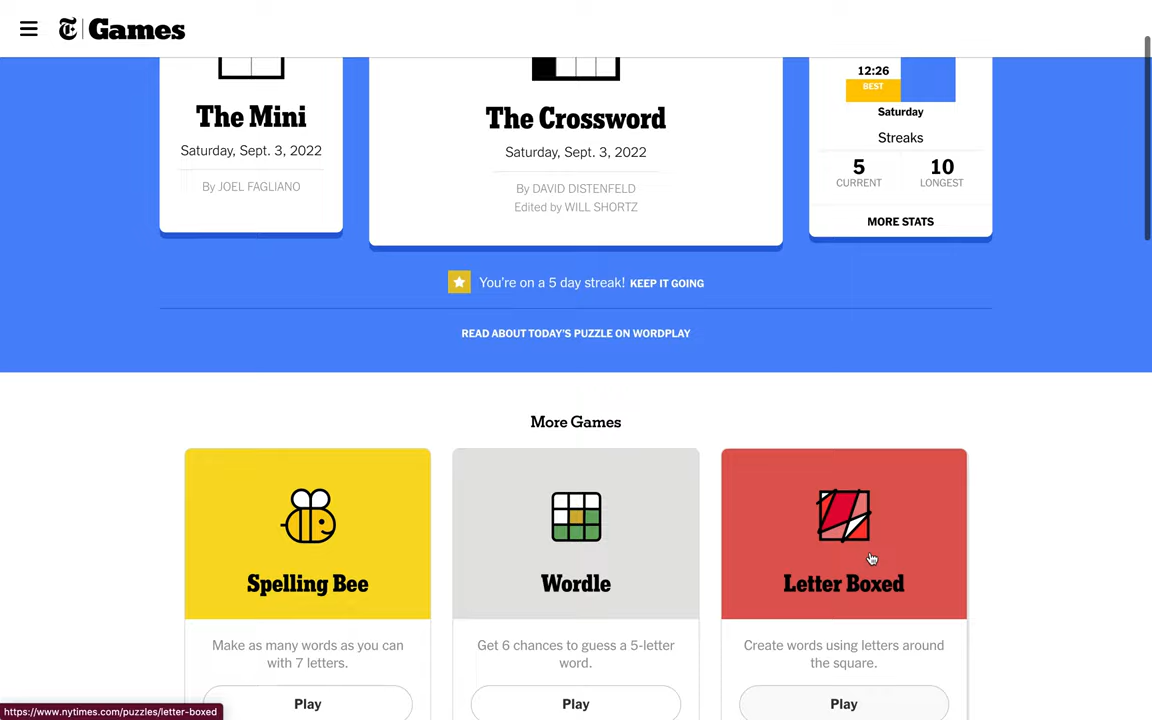 Games
The Mini
Saturday, Sept. 3, 2022
By JOEL FAGLIANO
The Crossword
Saturday, Sept. 3, 2022
By DAVID DISTENFELD
Edited by WILL SHORTZ
12:26
BEST
Saturday
Streaks
5
10
CURRENT
LONGEST
MORE STATS
You're on a 5 day streak! KEEP IT GOING
READ ABOUT TODAY'S PUZZLE ON WORDPLAY
More Games
Spelling Bee
Make as many words as you can
with 7 letters.
Play
Wordle
Get 6 chances to guess a 5-letter
word.
Play
Letter Boxed
Create words using letters around
the square.
Play
https://www.nytimes.com/puzzles/letter-boxed